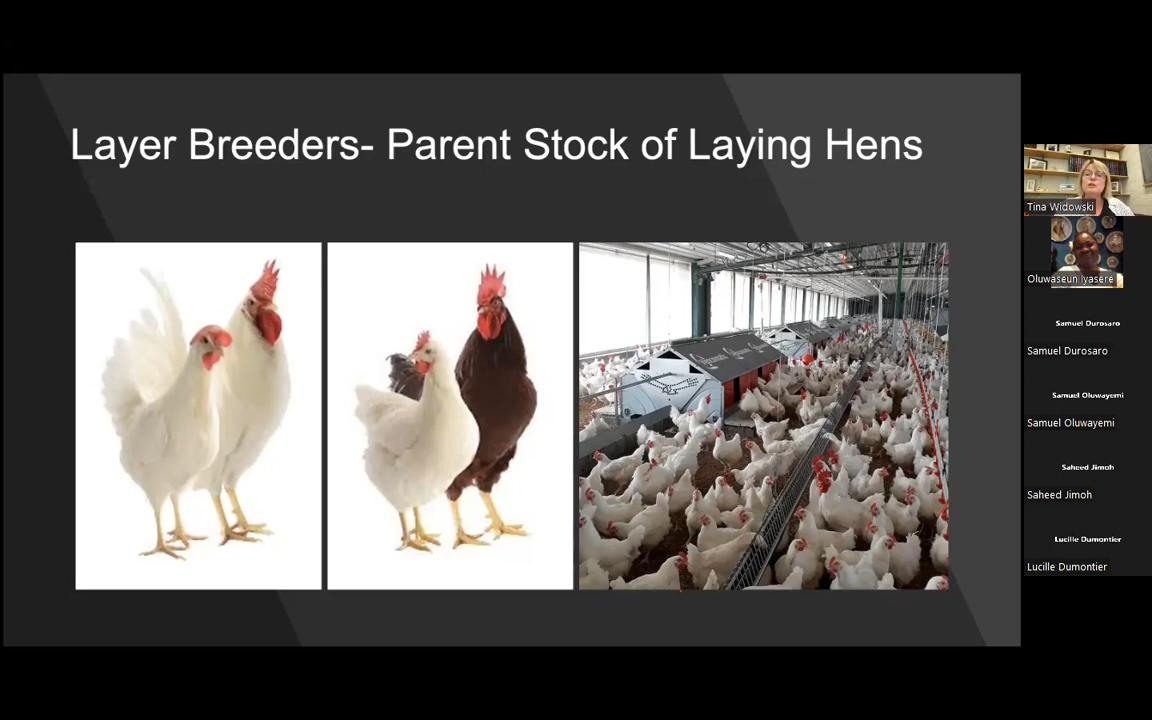 Layer Breeders- Parent Stock of Laying Hens
Tina Widowski
Oluwaseun Iyasere
Samuel Durosaro
Samuel Durosaro
Samuel Oluwayemi
Samuel Oluwayemi
Saheed Jimoh
Saheed Jimoh
Lucille Dumontier
Lucille Dumontier